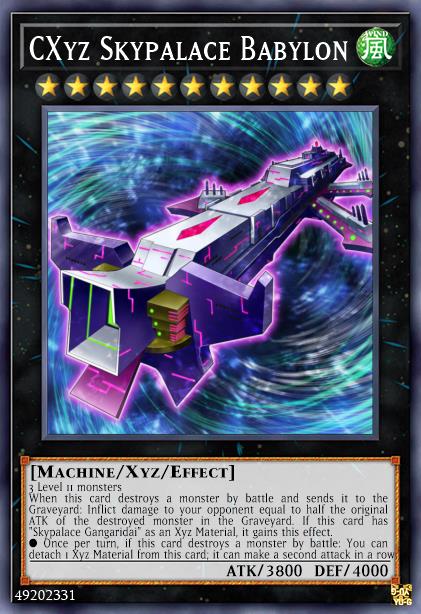 CXyz Skypalace Babylon
WIND
風
[Machine/Xyz/Effect]
3 Level 11 monsters
When this card destroys a monster by battle and sends it to the
Graveyard: Inflict damage to your opponent equal to half the original
ATK of the destroyed monster in the Graveyard. If this card has
"Skypalace Gangaridai" as an Xyz Material, it gains this effect.
● Once per turn, if this card destroys a monster by battle: You can
detach 1 Xyz Material from this card; it can make a second attack in a row
ATK/3800 DEF/4000
49202331